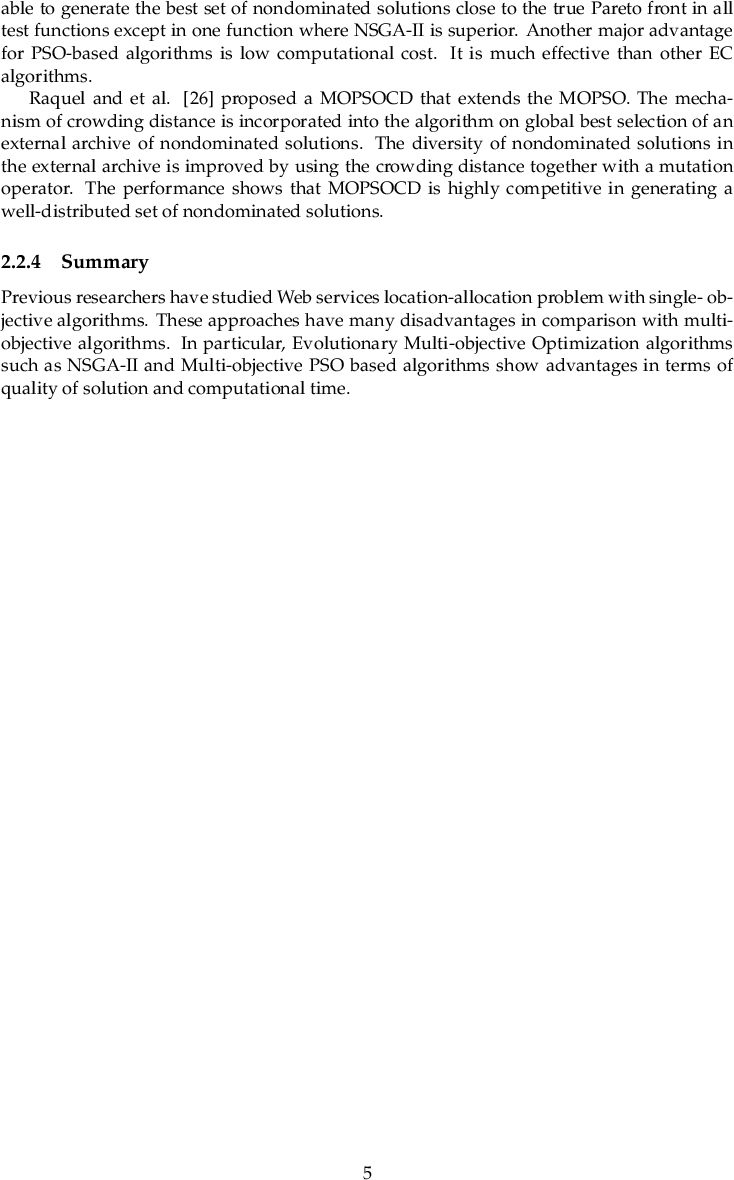 able to generate the best set of nondominated solutions close to the true Pareto front in all
test functions except in one function where NSGA-II is superior. Another major advantage
for PSO-based algorithms is low computational cost. It is much effective than other EC
algorithms.
Raquel and et al. [26] proposed a MOPSOCD that extends the MOPSO. The mecha-
nism of crowding distance is incorporated into the algorithm on global best selection of an
external archive of nondominated solutions. The diversity of nondominated solutions in
the external archive is improved by using the crowding distance together with a mutation
operator. The performance shows that MOPSOCD is highly competitive in generating a
well-distributed set of nondominated solutions.
2.2.4 Summary
Previous researchers have studied Web services location-allocation problem with single- ob-
jective algorithms. These approaches have many disadvantages in comparison with multi-
objective algorithms. In particular, Evolutionary Multi-objective Optimization algorithms
such as NSGA-II and Multi-objective PSO based algorithms show advantages in terms of
quality of solution and computational time.
5